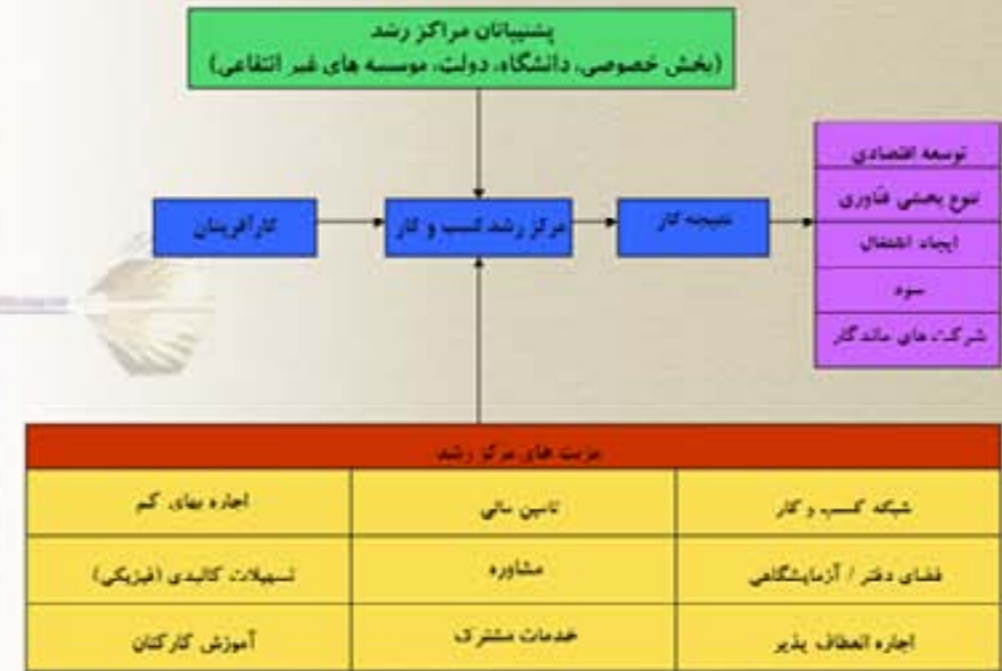 پشتیبانان مراکز رشد
(بخش خصوصی، دانشگاه، دولت، موسسه های غیر انتفاعی)
کارآفرینان
مرکز رشد کسب و کار
نتیجه کار
توسعه اقتصادی
تنوع بخشی فناوری
ایجاد اشتغال
سود
شرکت های ماندگار
مزیت های مرکز رشد
شبکه کسب و کار
تامین مالی
اجاره بهای کم
فضای دفتر / آزمایشگاهی
مشاوره
تسهیلات کالبدی (فیزیکی)
اجاره انعطاف پذیر
خدمات مشترک
آموزش کارکنان